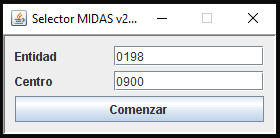 Selector MIDAS v2...
Entidad 0198
Centro 0900
Comenzar